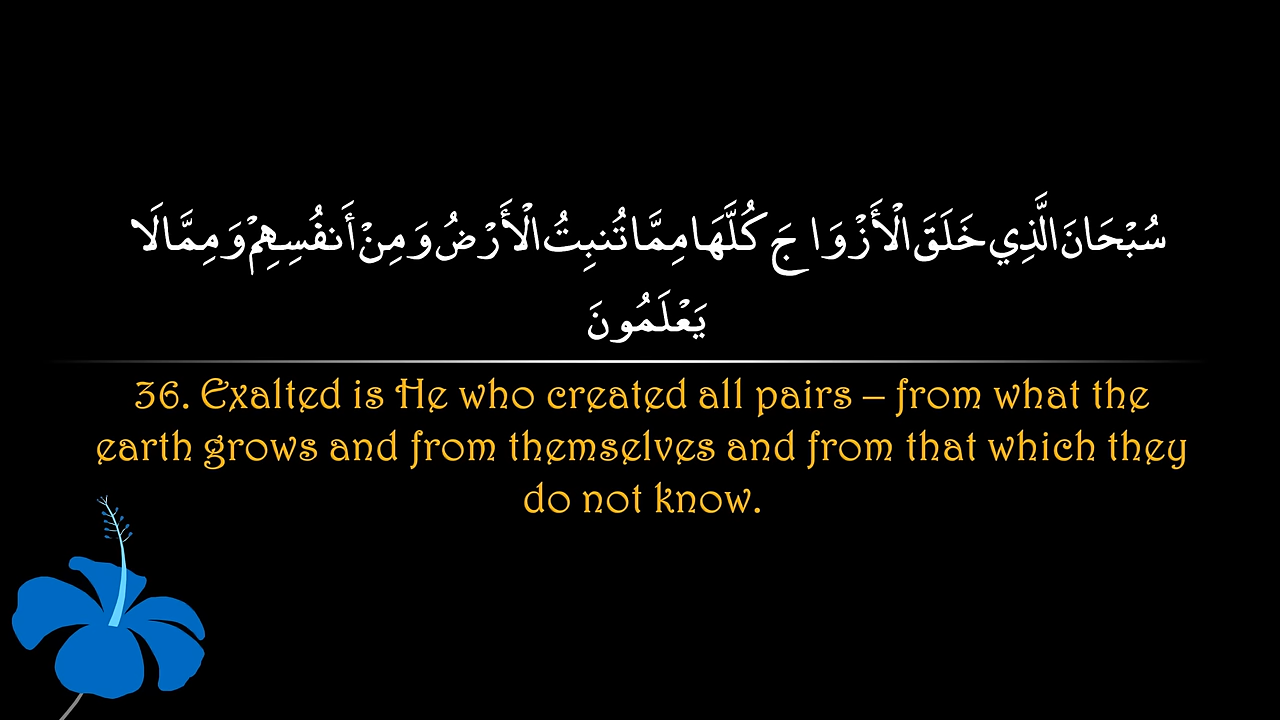 سُبْحَانَ الَّذِي خَلَقَ الْأَزْوَاجَ كُلَّهَا مِمَّا تُنبِتُ الْأَرْضُ وَمِنْ أَنفُسِهِمْ وَمِمَّا لَا
يَعْلَمُونَ
36. Exalted is He who created all pairs – from what the
earth grows and from themselves and from that which they
do not know.